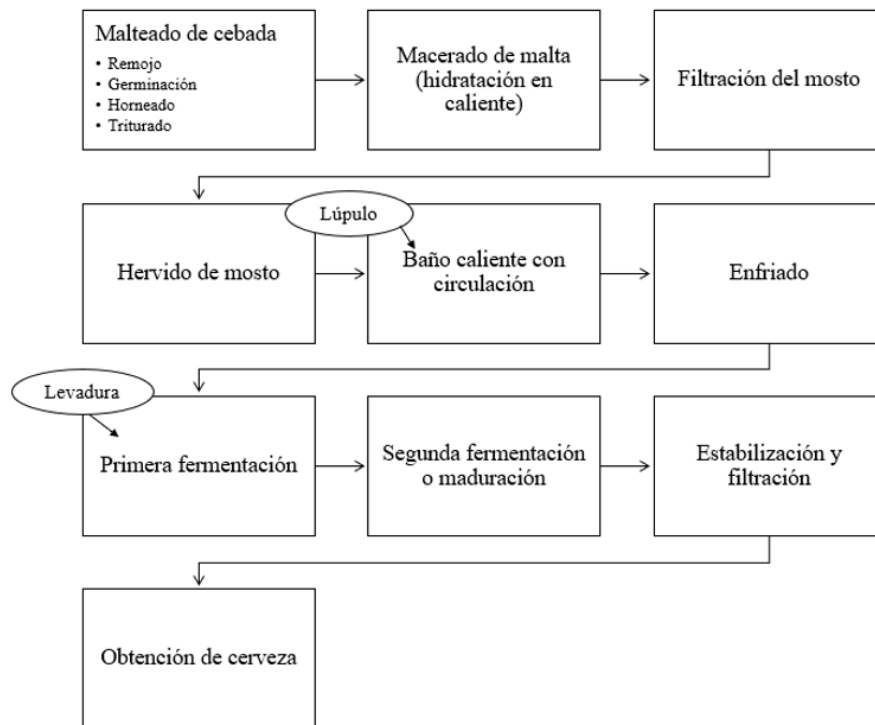 Malteado de cebada
• Remojo
• Germinación
• Horneado
• Triturado
Macerado de malta
(hidratación en
caliente)
Filtración del mosto
Hervido de mosto
Lúpulo
Baño caliente con
circulación
Enfriado
Levadura
Primera fermentación
Segunda fermentación
o maduración
Estabilización y
filtración
Obtención de cerveza